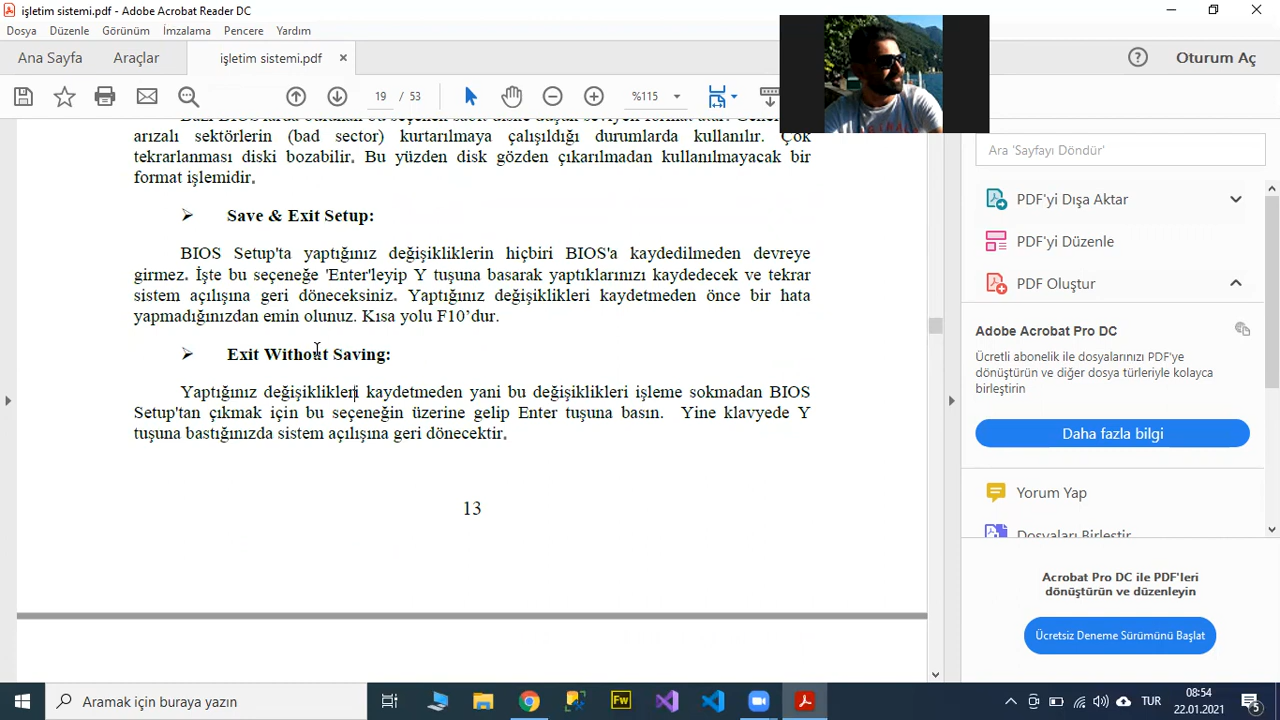 işletim sistemi.pdf - Adobe Acrobat Reader DC
Dosya Düzenle Görünüm İmzalama Pencere Yardım
Ana Sayfa Araçlar işletim sistemi.pdf Oturum Aç
19 / 53 %115
arızalı sektörlerin (bad sector) kurtarılmaya çalışıldığı durumlarda kullanılır. Çok
tekrarlanması diski bozabilir. Bu yüzden disk gözden çıkarılmadan kullanılmayacak bir
format işlemidir.
Save & Exit Setup:
BIOS Setup'ta yaptığınız değişikliklerin hiçbiri BIOS'a kaydedilmeden devreye
girmez. İşte bu seçeneğe 'Enter'leyip Y tuşuna basarak yaptıklarınızı kaydedecek ve tekrar
sistem açılışına geri döneceksiniz. Yaptığınız değişiklikleri kaydetmeden önce bir hata
yapmadığınızdan emin olunuz. Kısa yolu F10’dur.
Exit Without Saving:
Yaptığınız değişiklikleri kaydetmeden yani bu değişiklikleri işleme sokmadan BIOS
Setup'tan çıkmak için bu seçeneğin üzerine gelip Enter tuşuna basın. Yine klavyede Y
tuşuna bastığınızda sistem açılışına geri dönecektir.
13
Ara 'Sayfayı Döndür'
PDF'yi Dışa Aktar
PDF'yi Düzenle
PDF Oluştur
Adobe Acrobat Pro DC
Ücretli abonelik ile dosyalarınızı PDF'ye
dönüştürün ve diğer dosya türleriyle kolayca
birleştirin
Daha fazla bilgi
Yorum Yap
Dosyaları Birleştir
Acrobat Pro DC ile PDF'leri
dönüştürün ve düzenleyin
Ücretsiz Deneme Sürümünü Başlat
Aramak için buraya yazın
Fw
TUR
08:54
22.01.2021
5